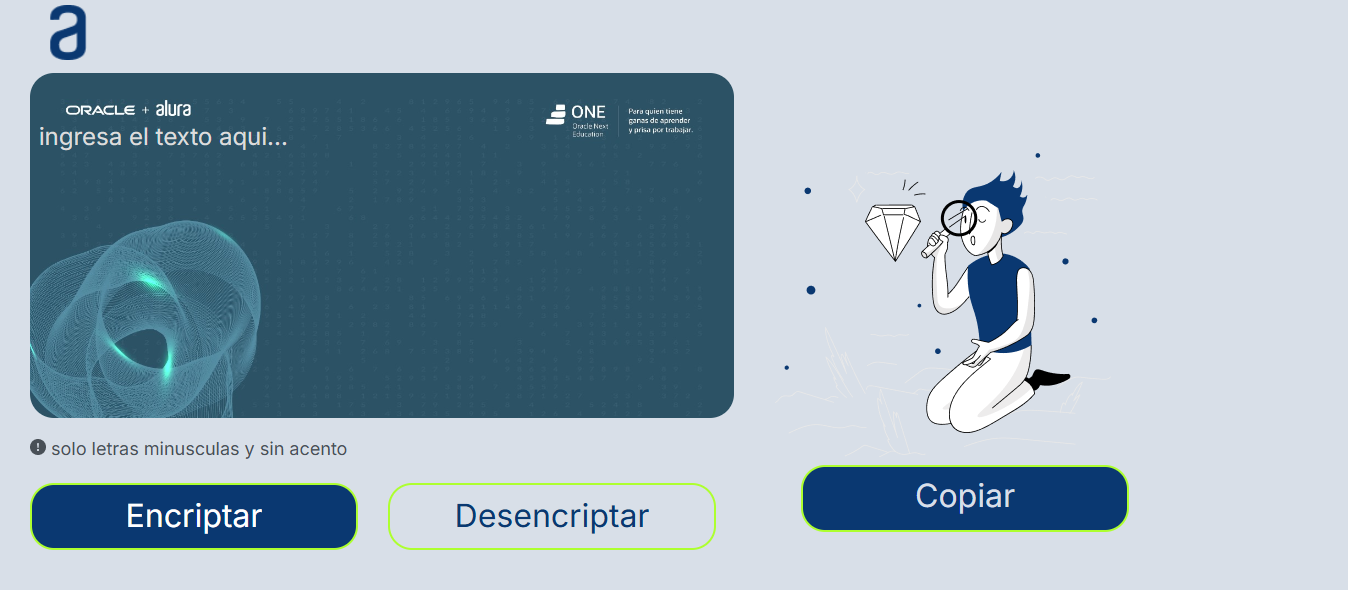 a
ORACLE + alura
ONE
Oracle Next
Education
Para quien tiene
ganas de aprender
y prisa por trabajar.
ingresa el texto aqui...
solo letras minusculas y sin acento
Encriptar
Desencriptar
Copiar